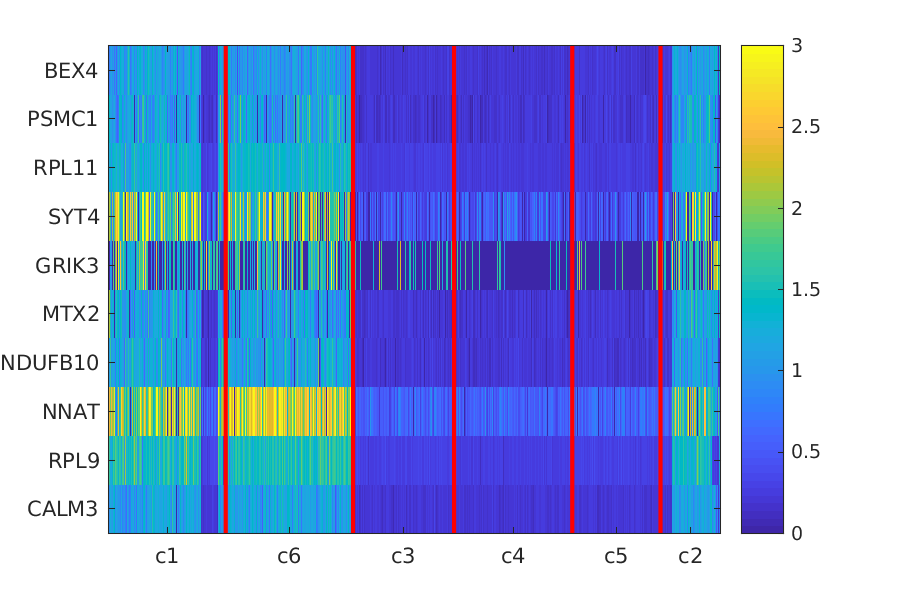 BEX4
PSMC1
RPL11
SYT4
GRIK3
MTX2
NDUFB10
NNAT
RPL9
CALM3
c1 c6 c3 c4 c5 c2
3
2.5
2
1.5
1
0.5
0